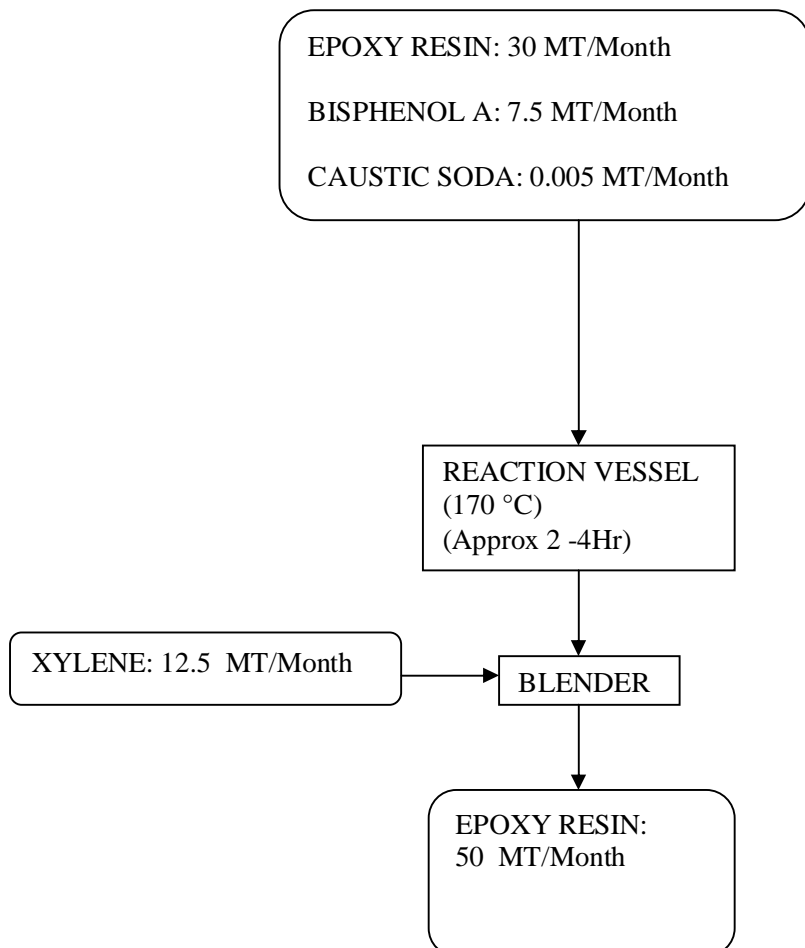 EPOXY RESIN: 30 MT/Month
BISPHENOL A: 7.5 MT/Month
CAUSTIC SODA: 0.005 MT/Month
REACTION VESSEL
(170 °C)
(Approx 2 -4Hr)
XYLENE: 12.5  MT/Month
BLENDER
EPOXY RESIN:
50  MT/Month